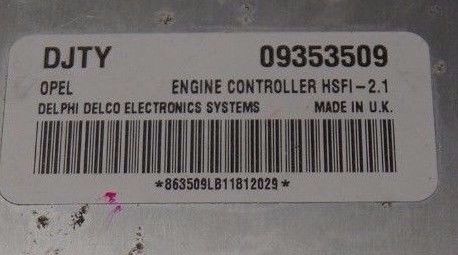 DJTY 09353509
OPEL ENGINE CONTROLLER HSFI-2.1
DELPHI DELCO ELECTRONICS SYSTEMS MADE IN U.K.
*863509LB11812029*